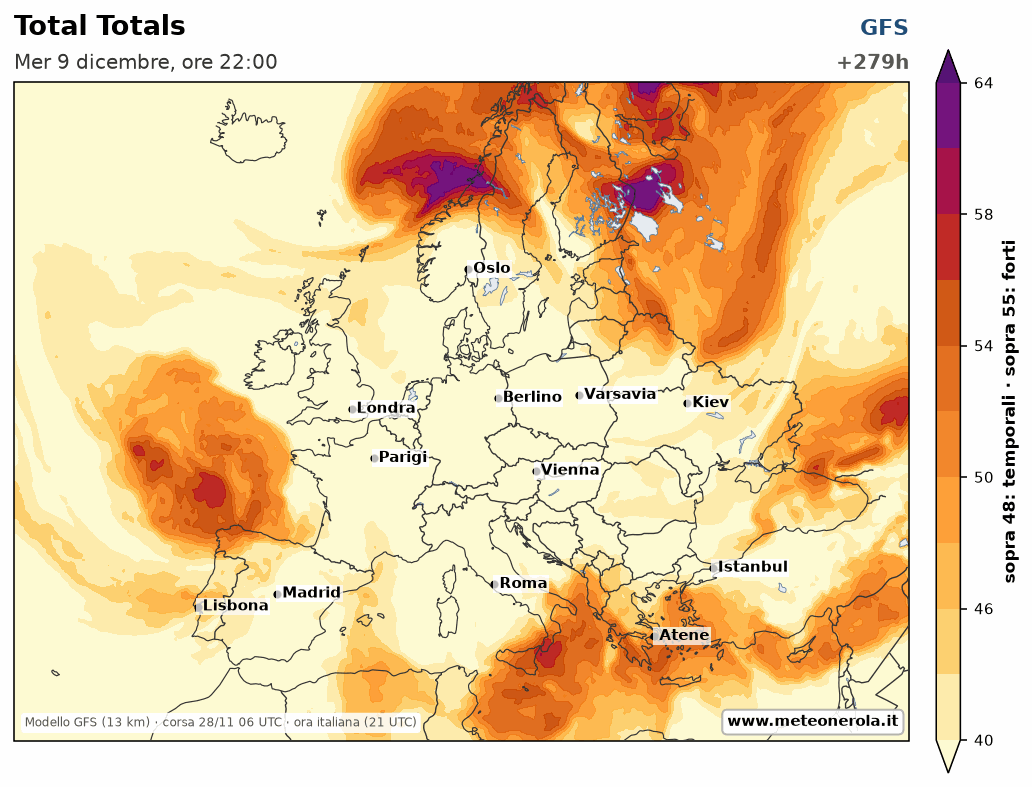 Total Totals
GFS
Mer 9 dicembre, ore 22:00
+279h
64
58
54
50
46
40
sopra 48: temporali · sopra 55: forti
Oslo
Berlino
Varsavia
Kiev
Londra
Parigi
Vienna
Istanbul
Roma
Madrid
Lisbona
Atene
Modello GFS (13 km) · corsa 28/11 06 UTC · ora italiana (21 UTC)
www.meteonerola.it